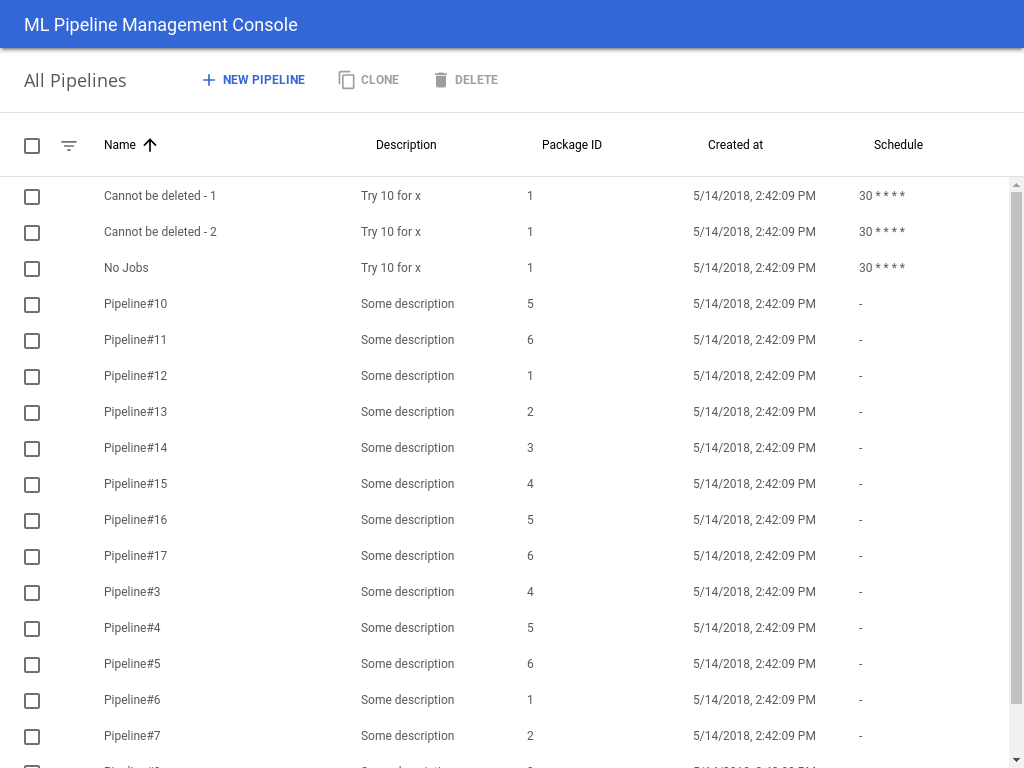 ML Pipeline Management Console
All Pipelines NEW PIPELINE CLONE DELETE
Name Description Package ID Created at Schedule
Cannot be deleted - 1 Try 10 for x 1 5/14/2018, 2:42:09 PM 30 * * * *
Cannot be deleted - 2 Try 10 for x 1 5/14/2018, 2:42:09 PM 30 * * * *
No Jobs Try 10 for x 1 5/14/2018, 2:42:09 PM 30 * * * *
Pipeline#10 Some description 5 5/14/2018, 2:42:09 PM -
Pipeline#11 Some description 6 5/14/2018, 2:42:09 PM -
Pipeline#12 Some description 1 5/14/2018, 2:42:09 PM -
Pipeline#13 Some description 2 5/14/2018, 2:42:09 PM -
Pipeline#14 Some description 3 5/14/2018, 2:42:09 PM -
Pipeline#15 Some description 4 5/14/2018, 2:42:09 PM -
Pipeline#16 Some description 5 5/14/2018, 2:42:09 PM -
Pipeline#17 Some description 6 5/14/2018, 2:42:09 PM -
Pipeline#3 Some description 4 5/14/2018, 2:42:09 PM -
Pipeline#4 Some description 5 5/14/2018, 2:42:09 PM -
Pipeline#5 Some description 6 5/14/2018, 2:42:09 PM -
Pipeline#6 Some description 1 5/14/2018, 2:42:09 PM -
Pipeline#7 Some description 2 5/14/2018, 2:42:09 PM -